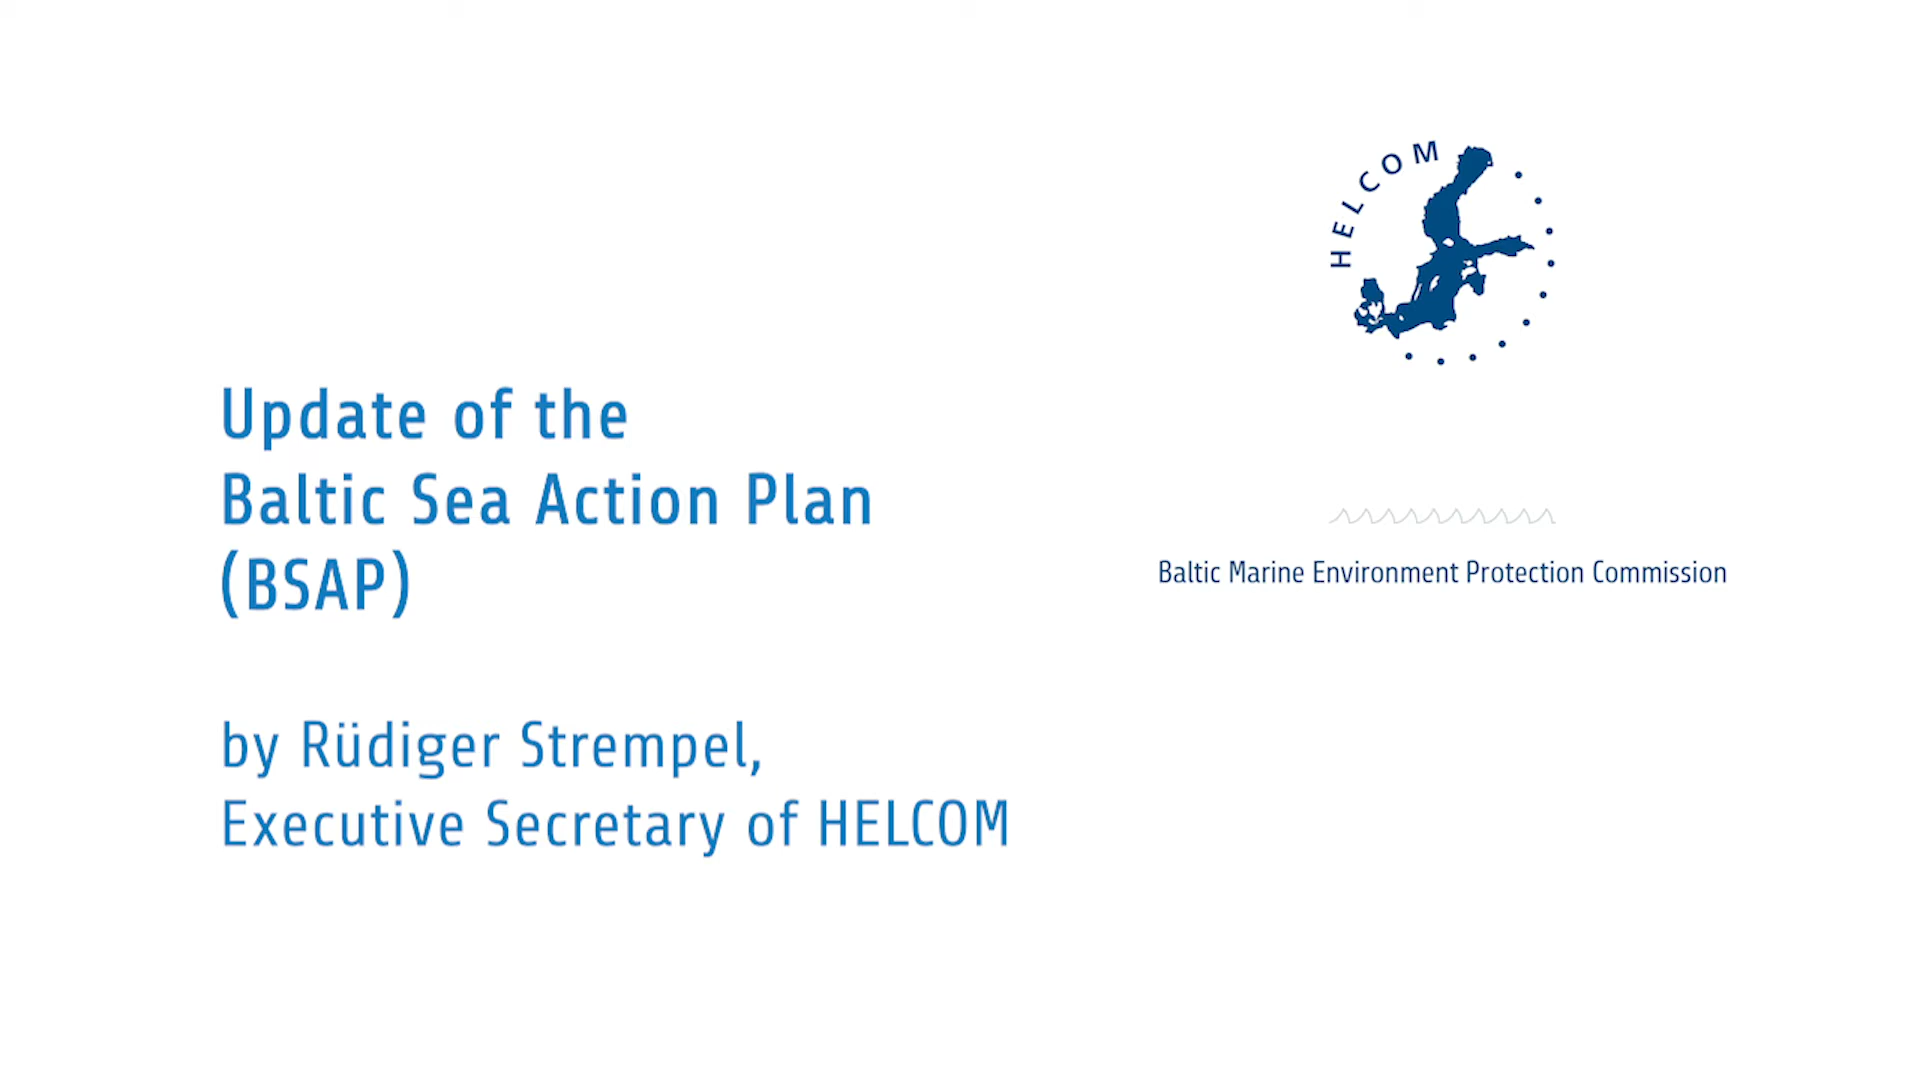 Update of the
Baltic Sea Action Plan
(BSAP)
by Rüdiger Strempel,
Executive Secretary of HELCOM
HELCOM
Baltic Marine Environment Protection Commission